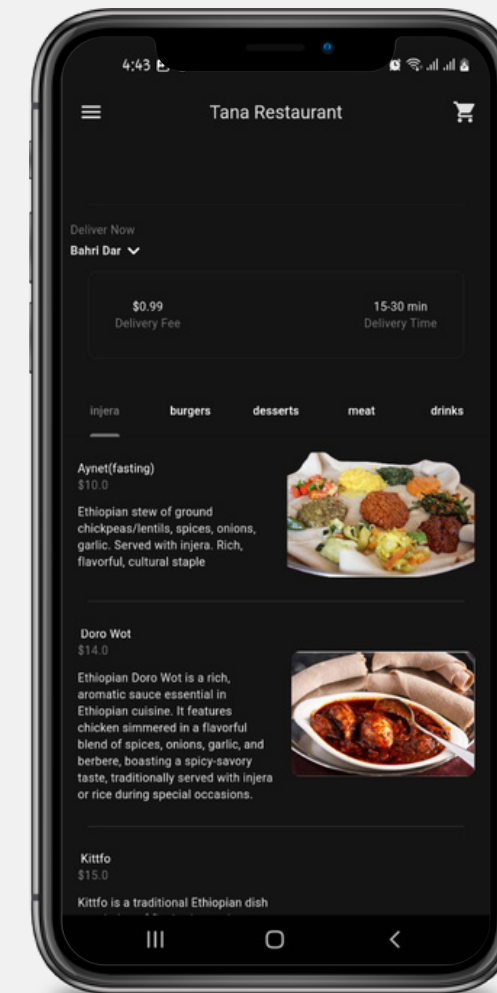 4:43
Tana Restaurant
Deliver Now
Bahri Dar
$0.99
15-30 min
Delivery Fee
Delivery Time
injera burgers desserts meat drinks
Aynet(fasting)
$10.0
Ethiopian stew of ground
chickpeas/lentils, spices, onions,
garlic. Served with injera. Rich,
flavorful, cultural staple
Doro Wot
$14.0
Ethiopian Doro Wot is a rich,
aromatic sauce essential in
Ethiopian cuisine. It features
chicken simmered in a flavorful
blend of spices, onions, garlic, and
berbere, boasting a spicy-savory
taste, traditionally served with injera
or rice during special occasions.
Kittfo
$15.0
Kittfo is a traditional Ethiopian dish